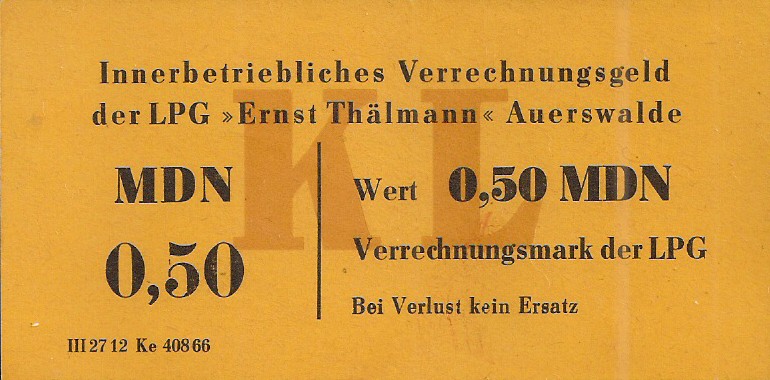 Innerbetriebliches Verrechnungsgeld
der LPG »Ernst Thälmann« Auerswalde
KL
MDN
0,50
Wert 0,50 MDN
Verrechnungsmark der LPG
Bei Verlust kein Ersatz
III 27 12 Ke 408 66